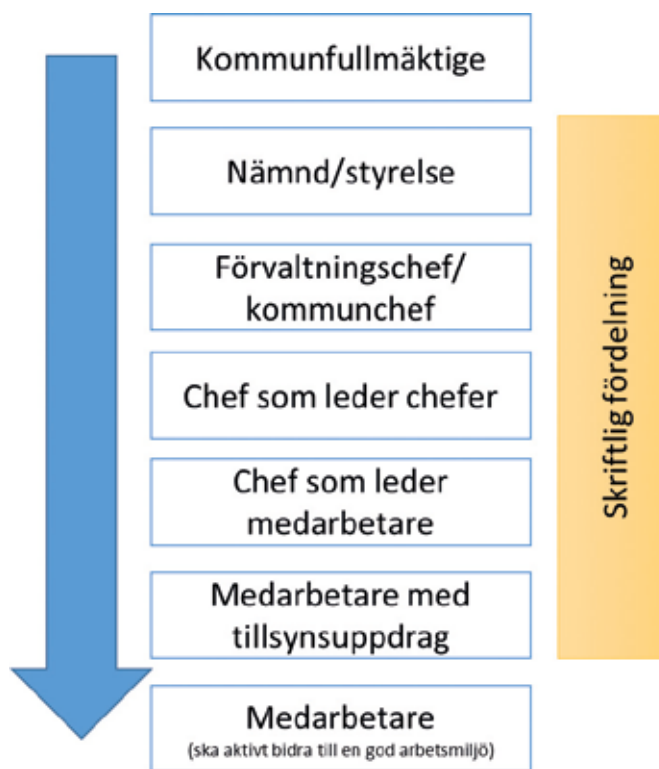 Kommunfullmäktige
Nämnd/styrelse
Förvaltningschef/
kommunchef
Chef som leder chefer
Chef som leder
medarbetare
Medarbetare med
tillsynsuppdrag
Medarbetare
(ska aktivt bidra till en god arbetsmiljö)
Skriftlig fördelning